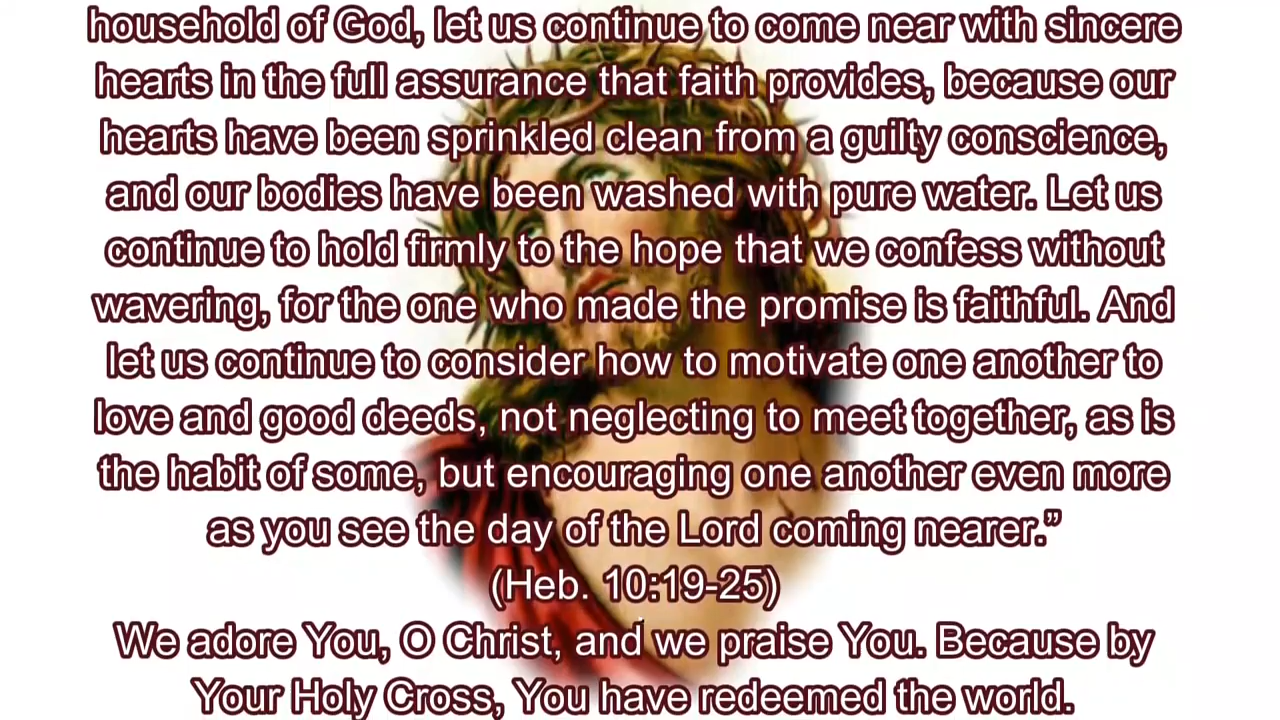 household of God, let us continue to come near with sincere
hearts in the full assurance that faith provides, because our
hearts have been sprinkled clean from a guilty conscience,
and our bodies have been washed with pure water. Let us
continue to hold firmly to the hope that we confess without
wavering, for the one who made the promise is faithful. And
let us continue to consider how to motivate one another to
love and good deeds, not neglecting to meet together, as is
the habit of some, but encouraging one another even more
as you see the day of the Lord coming nearer.”
(Heb. 10:19-25)
We adore You, O Christ, and we praise You. Because by
Your Holy Cross, You have redeemed the world.